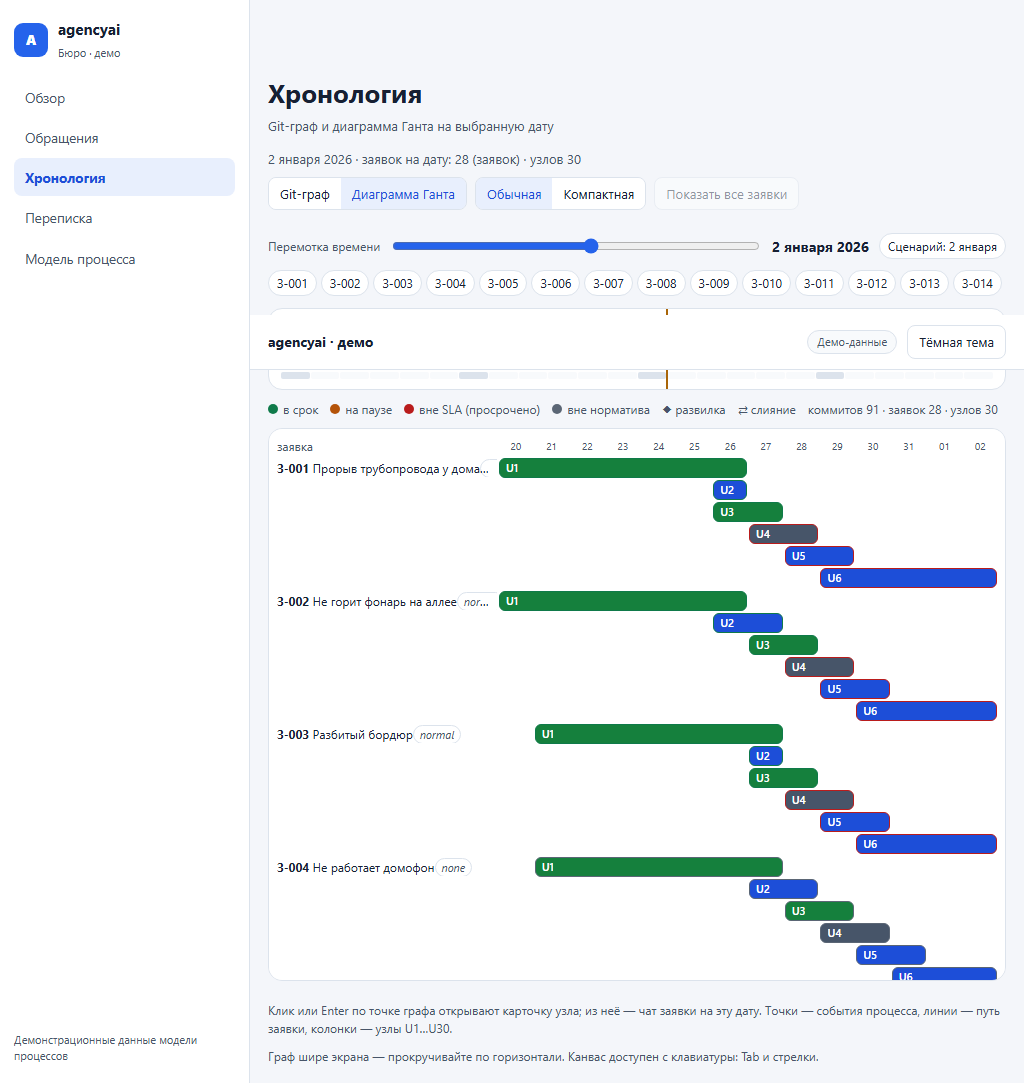 A
agencyai
Бюро · демо
Обзор
Обращения
Хронология
Переписка
Модель процесса
Демонстрационные данные модели
процессов
Хронология
Git-граф и диаграмма Ганта на выбранную дату
2 января 2026 · заявок на дату: 28 (заявок) · узлов 30
Git-граф Диаграмма Ганта Обычная Компактная Показать все заявки
Перемотка времени 2 января 2026 Сценарий: 2 января
З-001 З-002 З-003 З-004 З-005 З-006 З-007 З-008 З-009 З-010 З-011 З-012 З-013 З-014
agencyai · демо Демо-данные Тёмная тема
в срок на паузе вне SLA (просрочено) вне норматива ◆ развилка ⇄ слияние коммитов 91 · заявок 28 · узлов 30
заявка 20 21 22 23 24 25 26 27 28 29 30 31 01 02
З-001 Прорыв трубопровода у дома... U1
U2
U3
U4
U5
U6
З-002 Не горит фонарь на аллее nor... U1
U2
U3
U4
U5
U6
З-003 Разбитый бордюр normal U1
U2
U3
U4
U5
U6
З-004 Не работает домофон none U1
U2
U3
U4
U5
U6
Клик или Enter по точке графа открывают карточку узла; из неё — чат заявки на эту дату. Точки — события процесса, линии — путь
заявки, колонки — узлы U1…U30.
Граф шире экрана — прокручивайте по горизонтали. Канвас доступен с клавиатуры: Tab и стрелки.